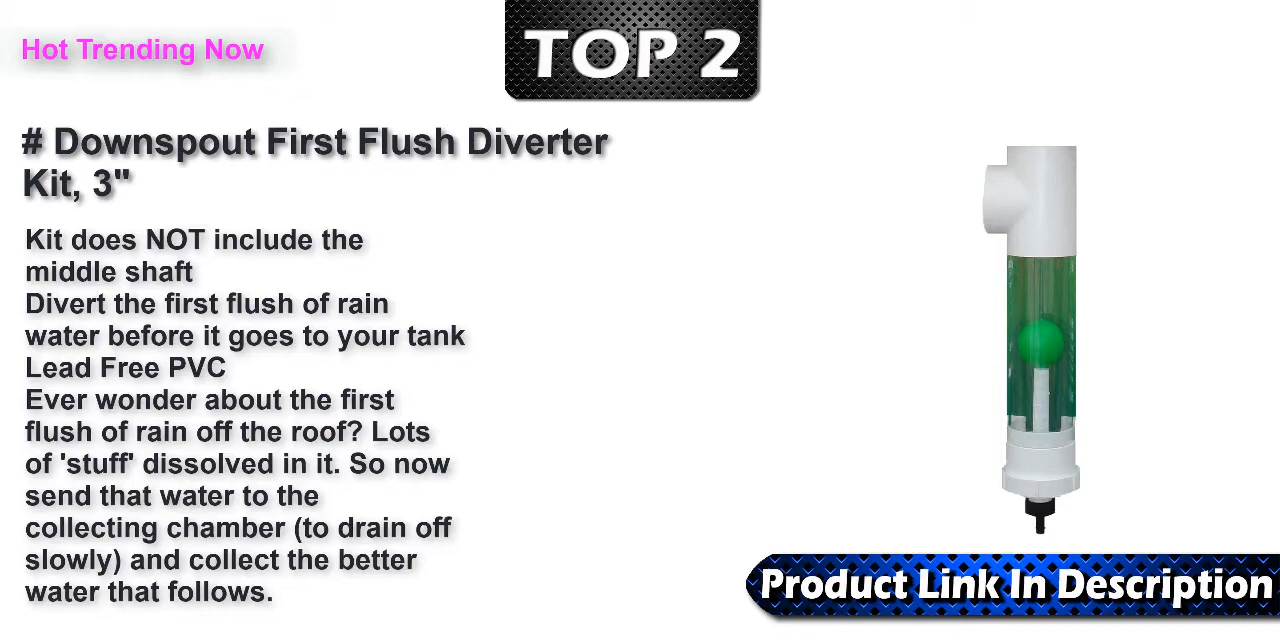 Hot Trending Now
TOP 2
# Downspout First Flush Diverter
Kit, 3"
Kit does NOT include the
middle shaft
Divert the first flush of rain
water before it goes to your tank
Lead Free PVC
Ever wonder about the first
flush of rain off the roof? Lots
of 'stuff' dissolved in it. So now
send that water to the
collecting chamber (to drain off
slowly) and collect the better
water that follows.
Product Link In Description